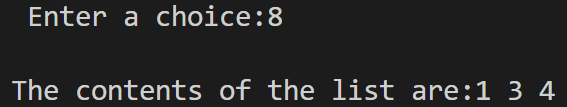 Enter a choice:8
The contents of the list are:1 3 4